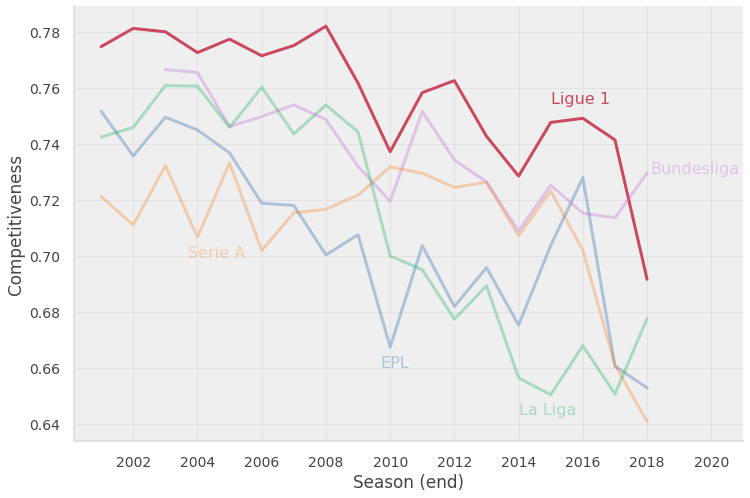 0.78
0.76
0.74
0.72
0.70
0.68
0.66
0.64
Competitiveness
Ligue 1
Bundesliga
Serie A
EPL
La Liga
2002 2004 2006 2008 2010 2012 2014 2016 2018 2020
Season (end)